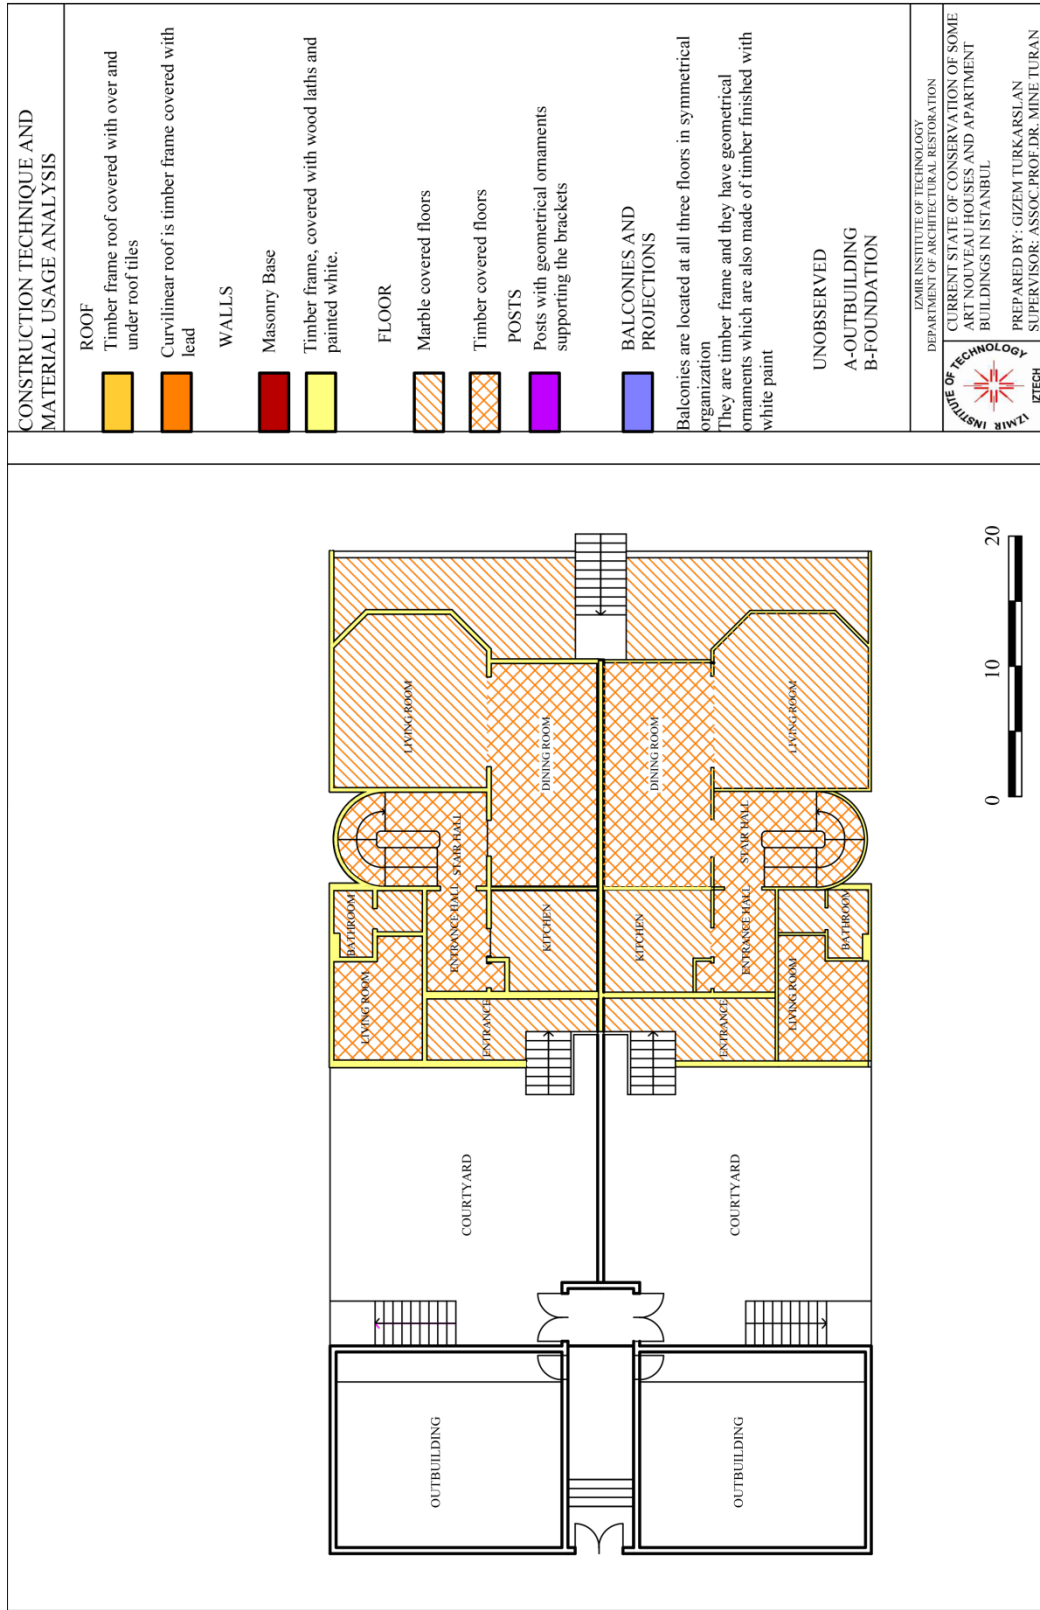 CONSTRUCTION TECHNIQUE AND
MATERIAL USAGE ANALYSIS
ROOF
Timber frame roof covered with over and
under roof tiles
Curvilinear roof is timber frame covered with
lead
WALLS
Masonry Base
Timber frame, covered with wood laths and
painted white.
FLOOR
Marble covered floors
Timber covered floors
POSTS
Posts with geometrical ornaments
supporting the brackets
BALCONIES AND
PROJECTIONS
Balconies are located at all three floors in symmetrical
organization
They are timber frame and they have geometrical
ornaments which are also made of timber finished with
white paint
UNOBSERVED
A-OUTBUILDING
B-FOUNDATION
IZMIR INSTITUTE OF TECHNOLOGY
DEPARTMENT OF ARCHITECTURAL RESTORATION
IZMIR INSTITUTE OF TECHNOLOGY
IZTECH
CURRENT STATE OF CONSERVATION OF SOME
ART NOUVEAU HOUSES AND APARTMENT
BUILDINGS IN ISTANBUL
PREPARED BY: GIZEM TURKARSLAN
SUPERVISOR: ASSOC.PROF.DR. MINE TURAN
OUTBUILDING
COURTYARD
LIVING ROOM
BATHROOM
ENTRANCE
ENTRANCE HALL
STAIR HALL
KITCHEN
LIVING ROOM
DINING ROOM
OUTBUILDING
COURTYARD
ENTRANCE
KITCHEN
ENTRANCE HALL
STAIR HALL
LIVING ROOM
BATHROOM
DINING ROOM
LIVING ROOM
0 10 20